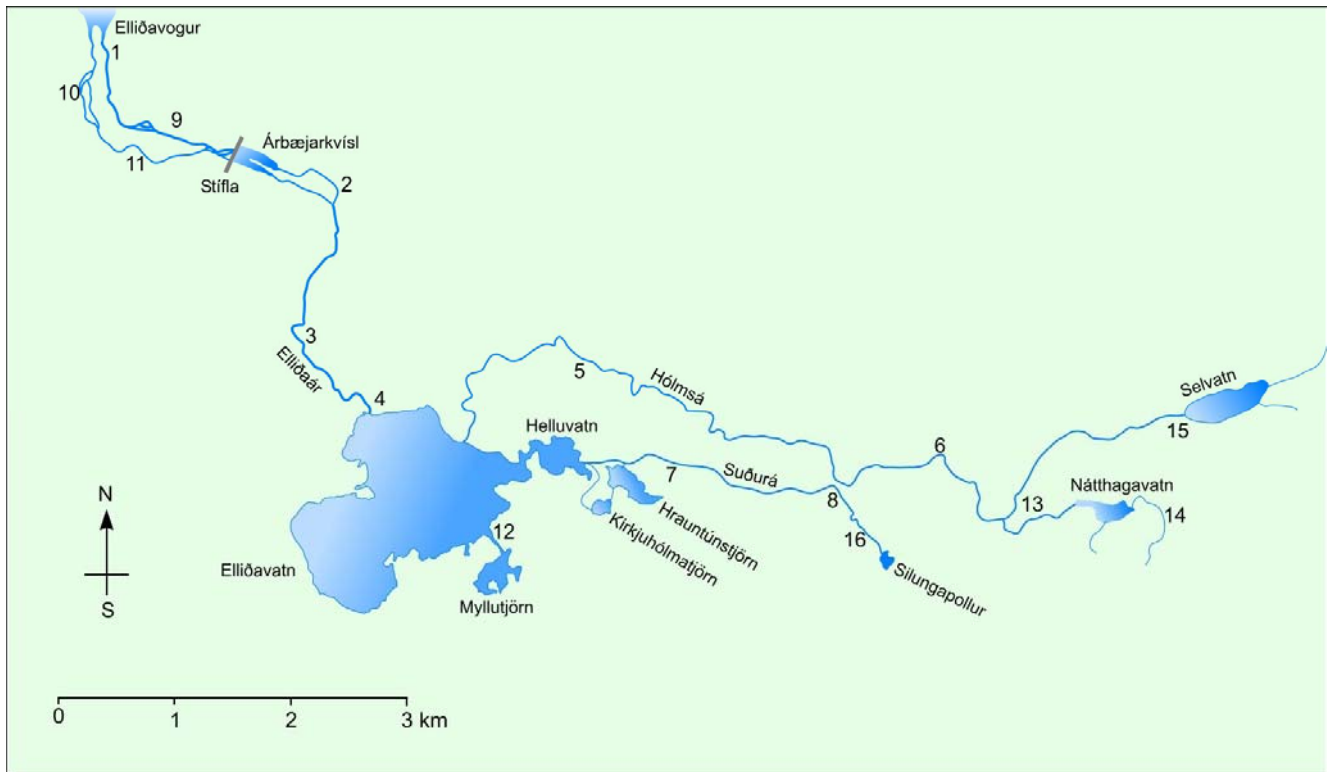 Elliðavogur
1
10
9
Árbæjarkvísl
11
Stífla
2
3
Elliðaár
4
5
Hólmsá
Selvatn
15
Helluvatn
6
7
Suðurá
8
Nátthagavatn
13
14
Hrauntúnstjörn
Kirkjuhólmatjörn
12
16
Silungapollur
N
S
Elliðavatn
Myllutjörn
0 1 2 3 km